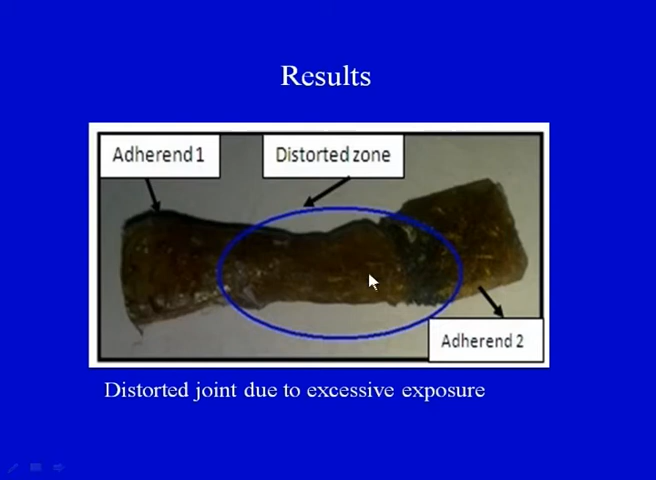 Results
Adherend 1
Distorted zone
Adherend 2
Distorted joint due to excessive exposure